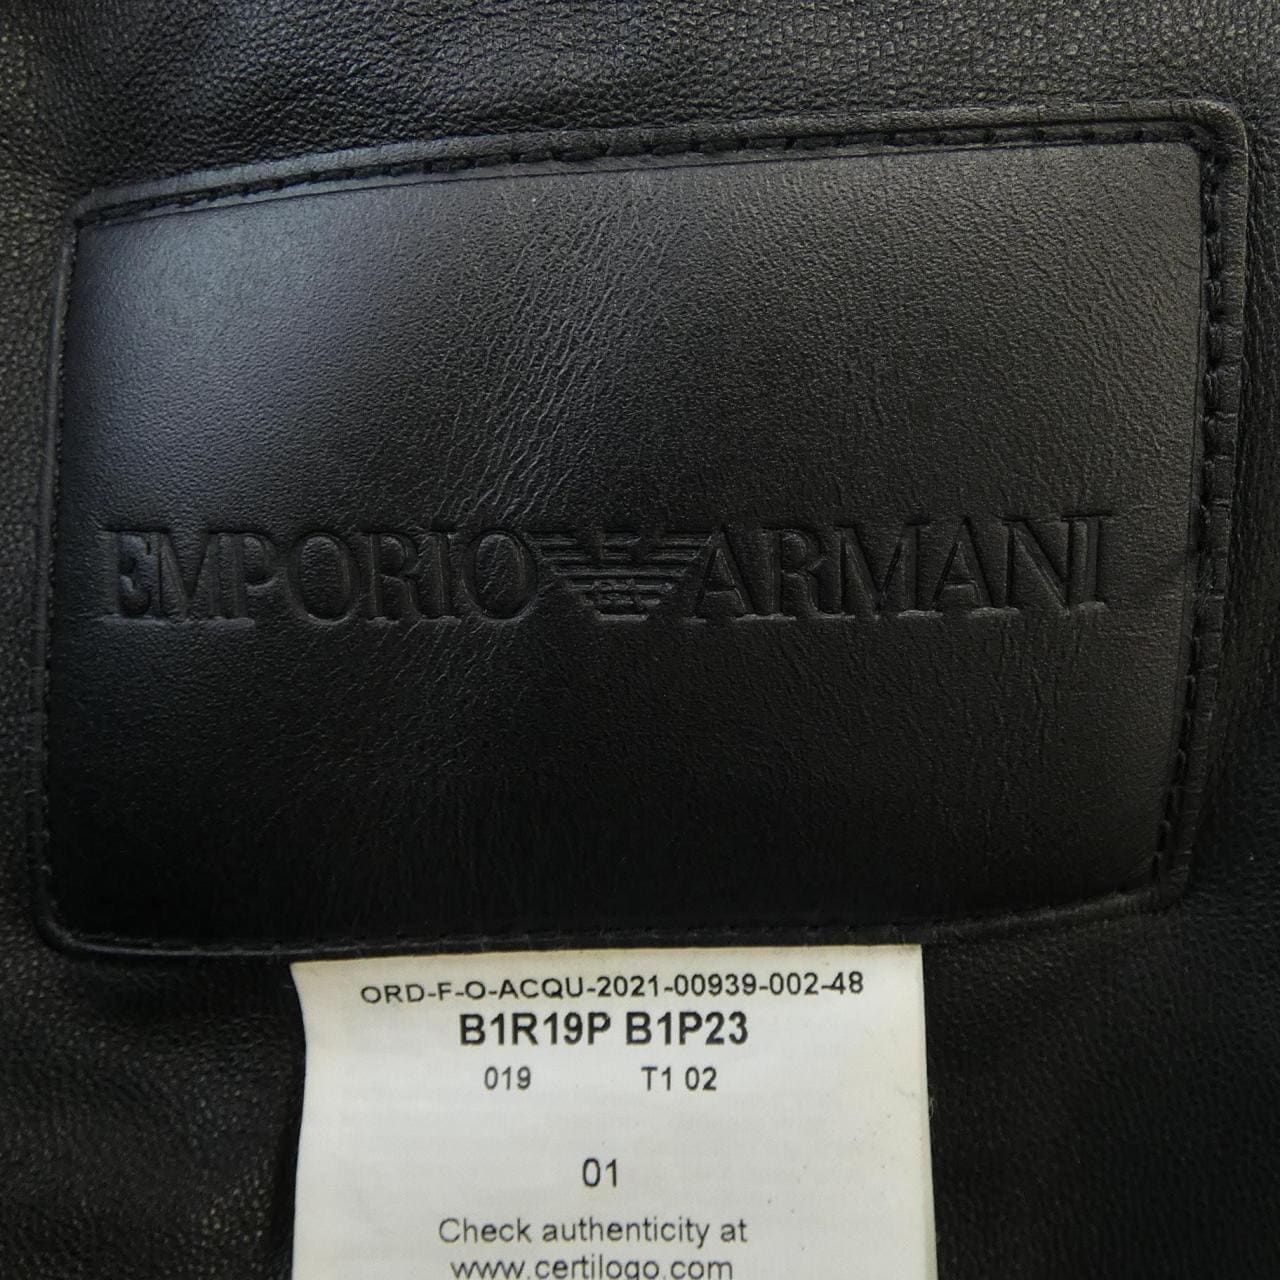 EMPORIO ARMANI
ORD-F-O-ACQU-2021-00939-002-48
B1R19P B1P23
019 T1 02
01
Check authenticity at
www.certilogo.com